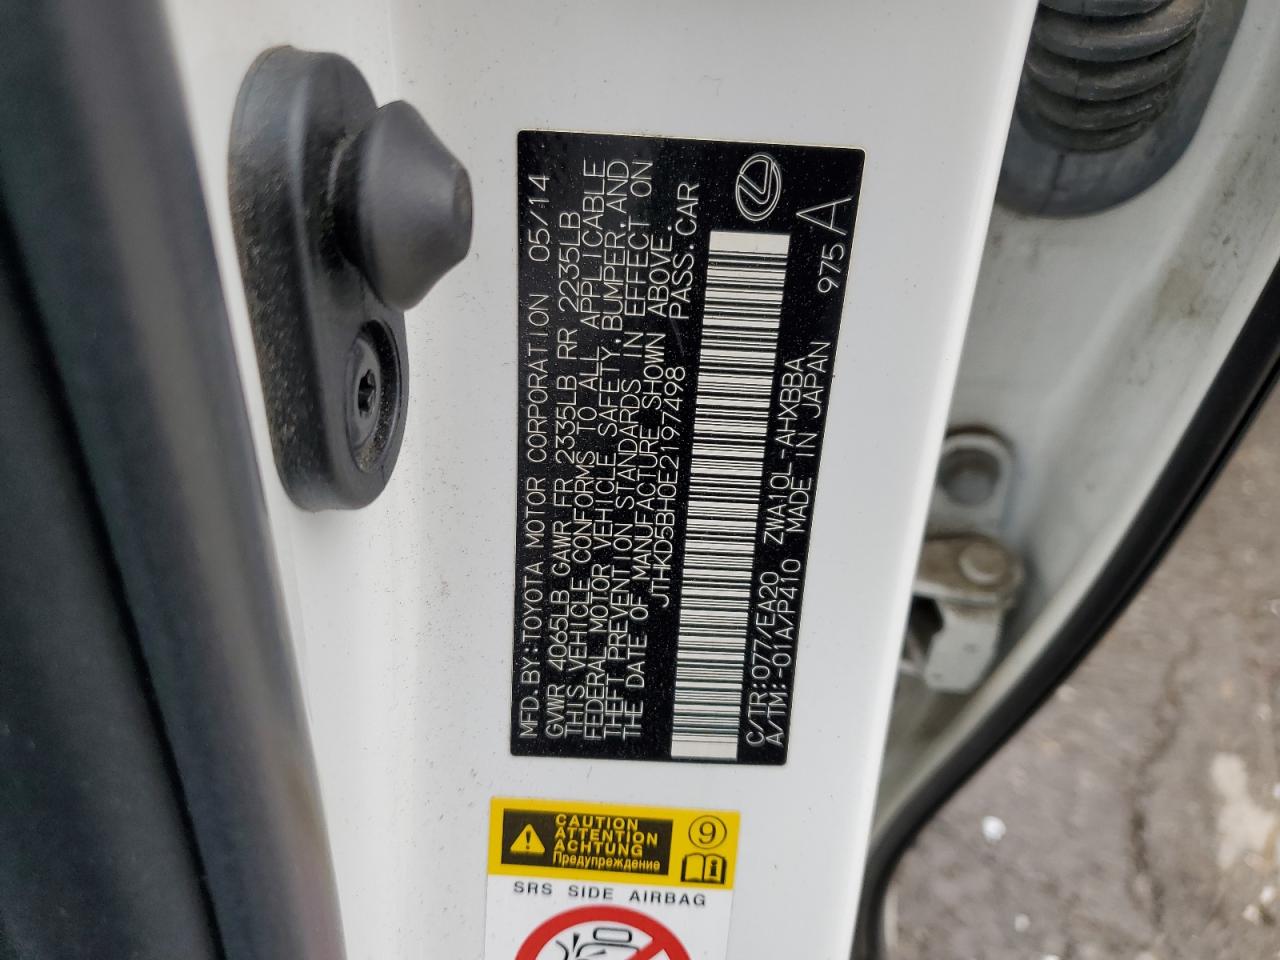 MFD. BY: TOYOTA MOTOR CORPORATION 05/14
GVWR 4065LB GAWR FR 2335LB RR 2235LB
THIS VEHICLE CONFORMS TO ALL APPLICABLE
FEDERAL MOTOR VEHICLE SAFETY, BUMPER, AND
THEFT PREVENTION STANDARDS IN EFFECT ON
THE DATE OF MANUFACTURE SHOWN ABOVE.
JTHKD5BH0E2197498 PASS. CAR
C/TR: 077/EA20 ZWA10L-AHXBBA 975 A
A/TM: -01A/P410 MADE IN JAPAN
CAUTION
ATTENTION
ACHTUNG
Предупреждение
9
i
SRS SIDE AIRBAG